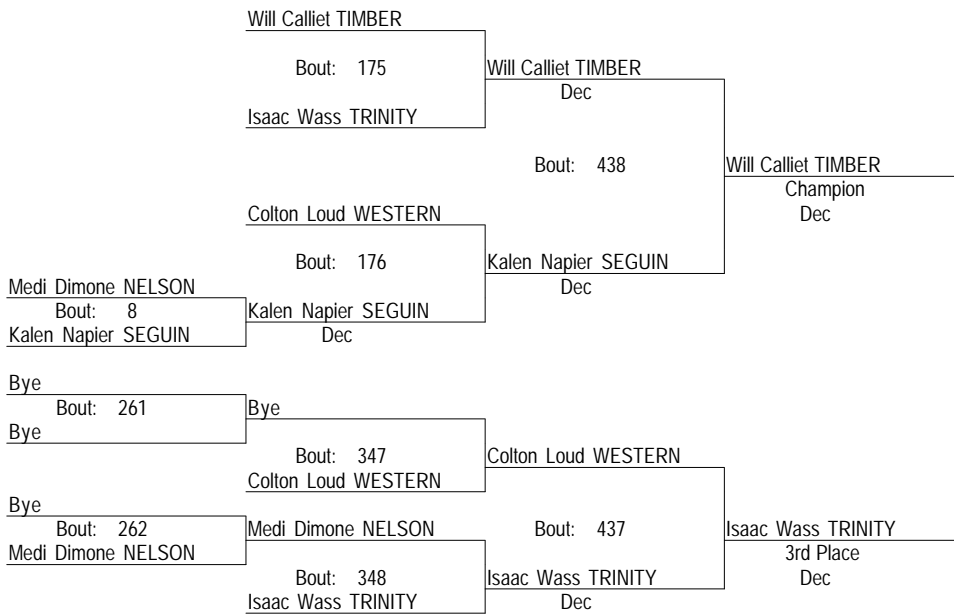 Will Calliet TIMBER
Bout: 175
Will Calliet TIMBER
Dec
Isaac Wass TRINITY
Bout: 438
Will Calliet TIMBER
Champion
Dec
Colton Loud WESTERN
Bout: 176
Kalen Napier SEGUIN
Dec
Medi Dimone NELSON
Bout: 8
Kalen Napier SEGUIN
Kalen Napier SEGUIN
Dec
Bye
Bout: 261
Bye
Bye
Bout: 347
Colton Loud WESTERN
Colton Loud WESTERN
Bye
Bout: 262
Medi Dimone NELSON
Medi Dimone NELSON
Bout: 437
Isaac Wass TRINITY
3rd Place
Dec
Bout: 348
Isaac Wass TRINITY
Isaac Wass TRINITY
Dec